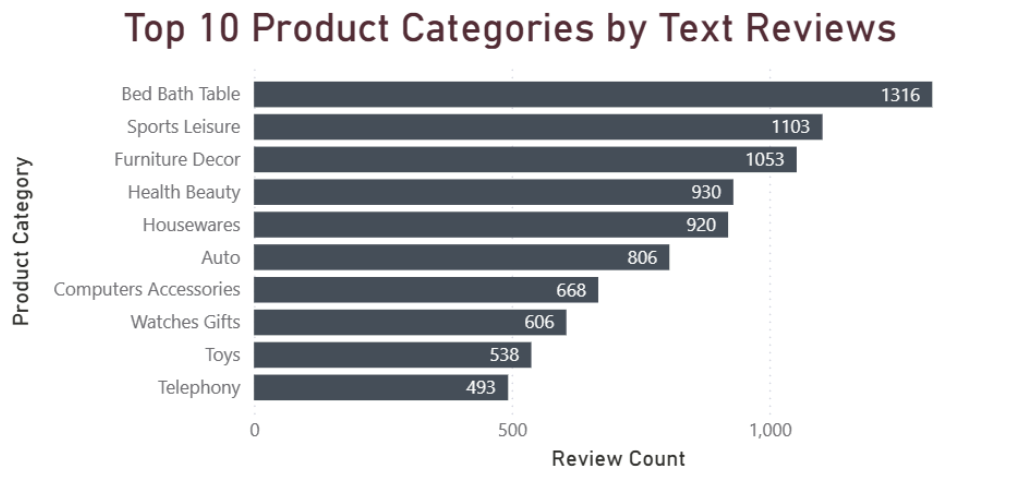 Top 10 Product Categories by Text Reviews
Product Category
Bed Bath Table 1316
Sports Leisure 1103
Furniture Decor 1053
Health Beauty 930
Housewares 920
Auto 806
Computers Accessories 668
Watches Gifts 606
Toys 538
Telephony 493
0 500 1,000
Review Count